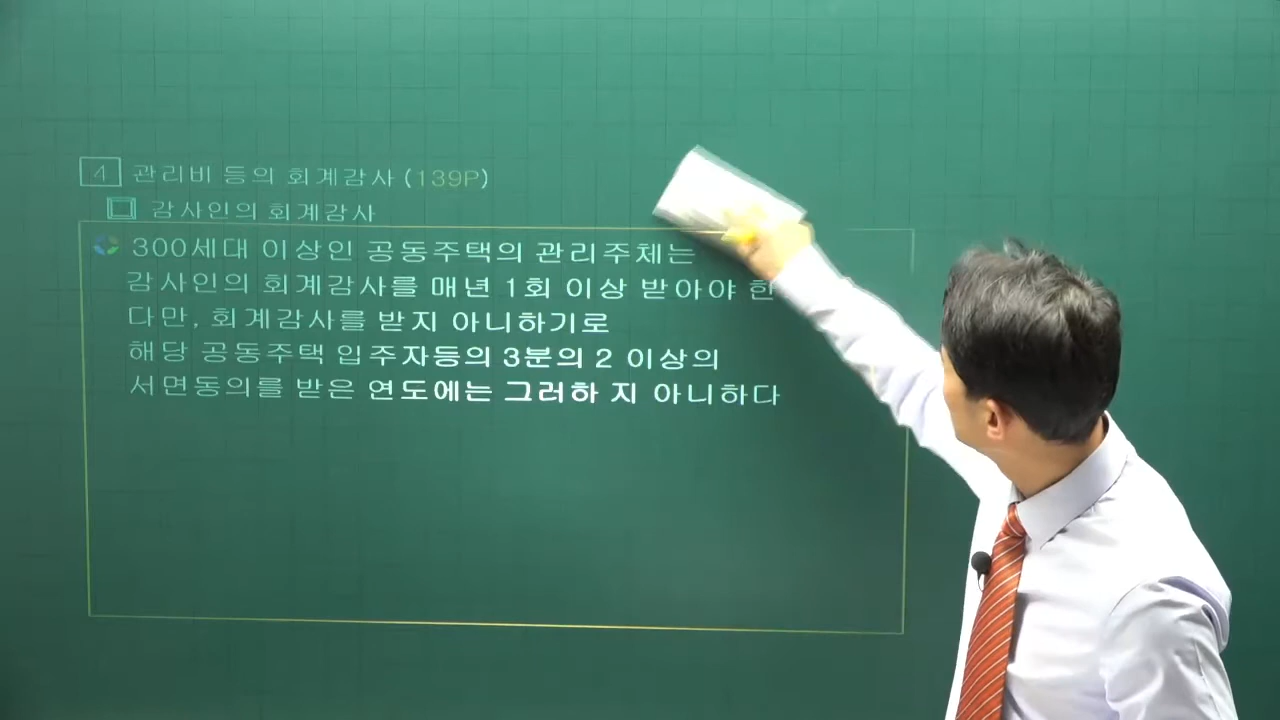 4 관리비 등의 회계감사 (139P)
감사인의 회계감사
300세대 이상인 공동주택의 관리주체는
감사인의 회계감사를 매년 1회 이상 받아야 한
다만, 회계감사를 받지 아니하기로
해당 공동주택 입주자등의 3분의 2 이상의
서면동의를 받은 연도에는 그러하 지 아니하다